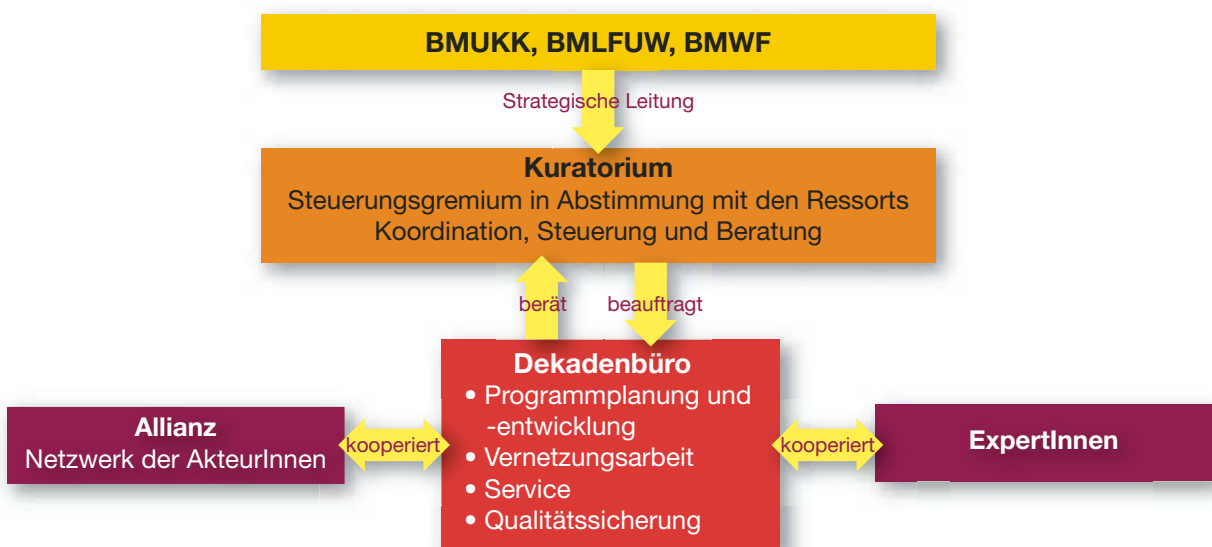 BMUKK, BMLFUW, BMWF
Strategische Leitung
Kuratorium
Steuerungsgremium in Abstimmung mit den Ressorts
Koordination, Steuerung und Beratung
berät
beauftragt
Dekadenbüro
• Programmplanung und
-entwicklung
• Vernetzungsarbeit
• Service
• Qualitätssicherung
Allianz
Netzwerk der AkteurInnen
kooperiert
kooperiert
ExpertInnen